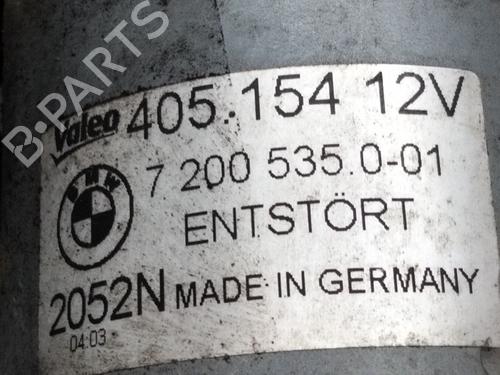 B-PARTS
Valeo 405.154 12V
BMW 7 200 535.0-01
ENTSTÖRT
2052N MADE IN GERMANY
04:03